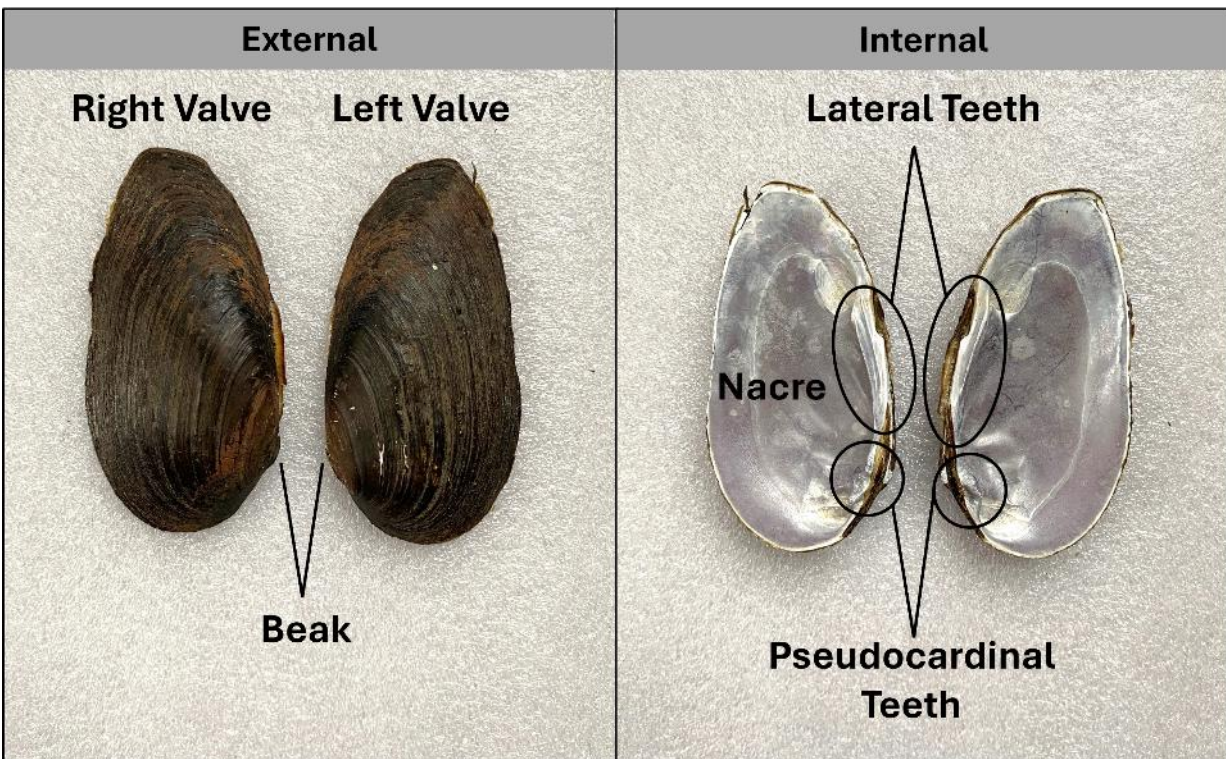 External
Right Valve
Left Valve
Beak
Internal
Lateral Teeth
Nacre
Pseudocardinal
Teeth